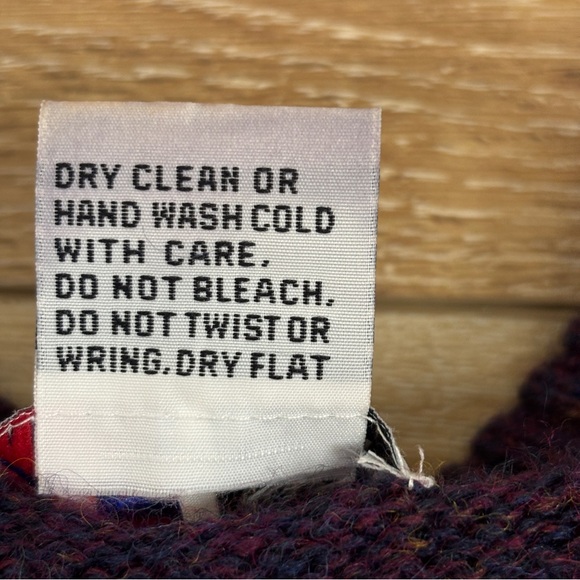 DRY CLEAN OR
HAND WASH COLD
WITH CARE.
DO NOT BLEACH.
DO NOT TWIST OR
WRING. DRY FLAT